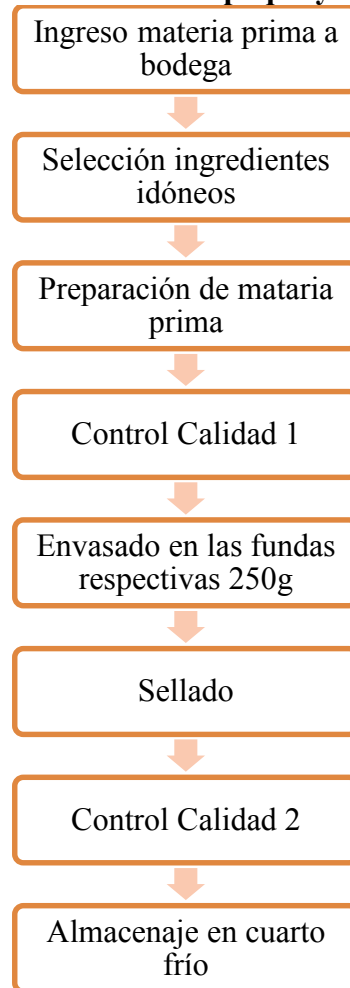 Ingreso materia prima a
bodega
Selección ingredientes
idóneos
Preparación de mataria
prima
Control Calidad 1
Envasado en las fundas
respectivas 250g
Sellado
Control Calidad 2
Almacenaje en cuarto
frío